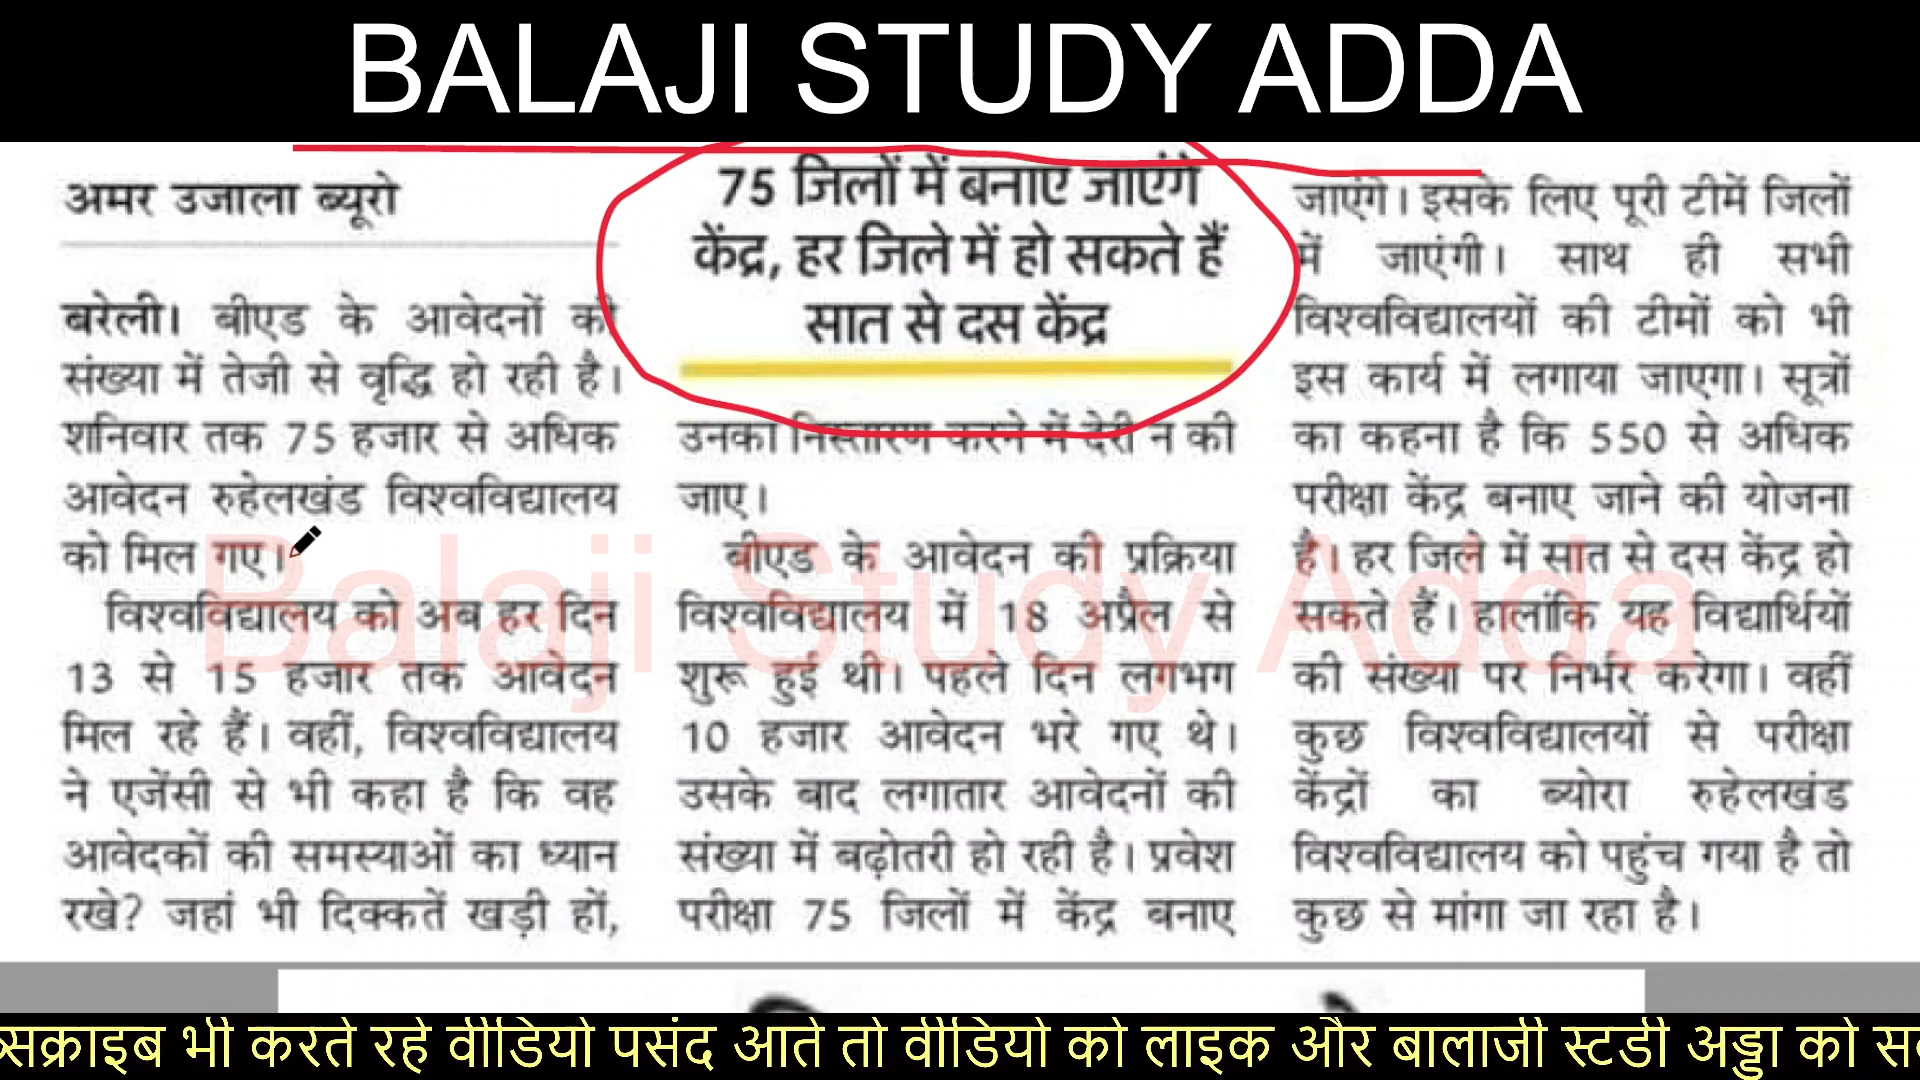 BALAJI STUDY ADDA
अमर उजाला ब्यूरो
बरेली। बीएड के आवेदनों की
संख्या में तेजी से वृद्धि हो रही है।
शनिवार तक 75 हजार से अधिक
आवेदन रुहेलखंड विश्वविद्यालय
को मिल गए।
विश्वविद्यालय को अब हर दिन
13 से 15 हजार तक आवेदन
मिल रहे हैं। वहीं, विश्वविद्यालय
ने एजेंसी से भी कहा है कि वह
आवेदकों की समस्याओं का ध्यान
रखे? जहां भी दिक्कतें खड़ी हों,
75 जिलों में बनाए जाएंगे
केंद्र, हर जिले में हो सकते हैं
सात से दस केंद्र
उनका निस्तारण करने में देरी न की
जाए।
बीएड के आवेदन की प्रक्रिया
विश्वविद्यालय में 18 अप्रैल से
शुरू हुई थी। पहले दिन लगभग
10 हजार आवेदन भरे गए थे।
उसके बाद लगातार आवेदनों की
संख्या में बढ़ोतरी हो रही है। प्रवेश
परीक्षा 75 जिलों में केंद्र बनाए
जाएंगे। इसके लिए पूरी टीमें जिलों
में जाएंगी। साथ ही सभी
विश्वविद्यालयों की टीमों को भी
इस कार्य में लगाया जाएगा। सूत्रों
का कहना है कि 550 से अधिक
परीक्षा केंद्र बनाए जाने की योजना
है। हर जिले में सात से दस केंद्र हो
सकते हैं। हालांकि यह विद्यार्थियों
की संख्या पर निर्भर करेगा। वहीं
कुछ विश्वविद्यालयों से परीक्षा
केंद्रों का ब्योरा रुहेलखंड
विश्वविद्यालय को पहुंच गया है तो
कुछ से मांगा जा रहा है।
Balaji Study Adda
सक्राइब भी करते रहे वीडियो पसंद आते तो वीडियो को लाइक और बालाजी स्टडी अड्डा को